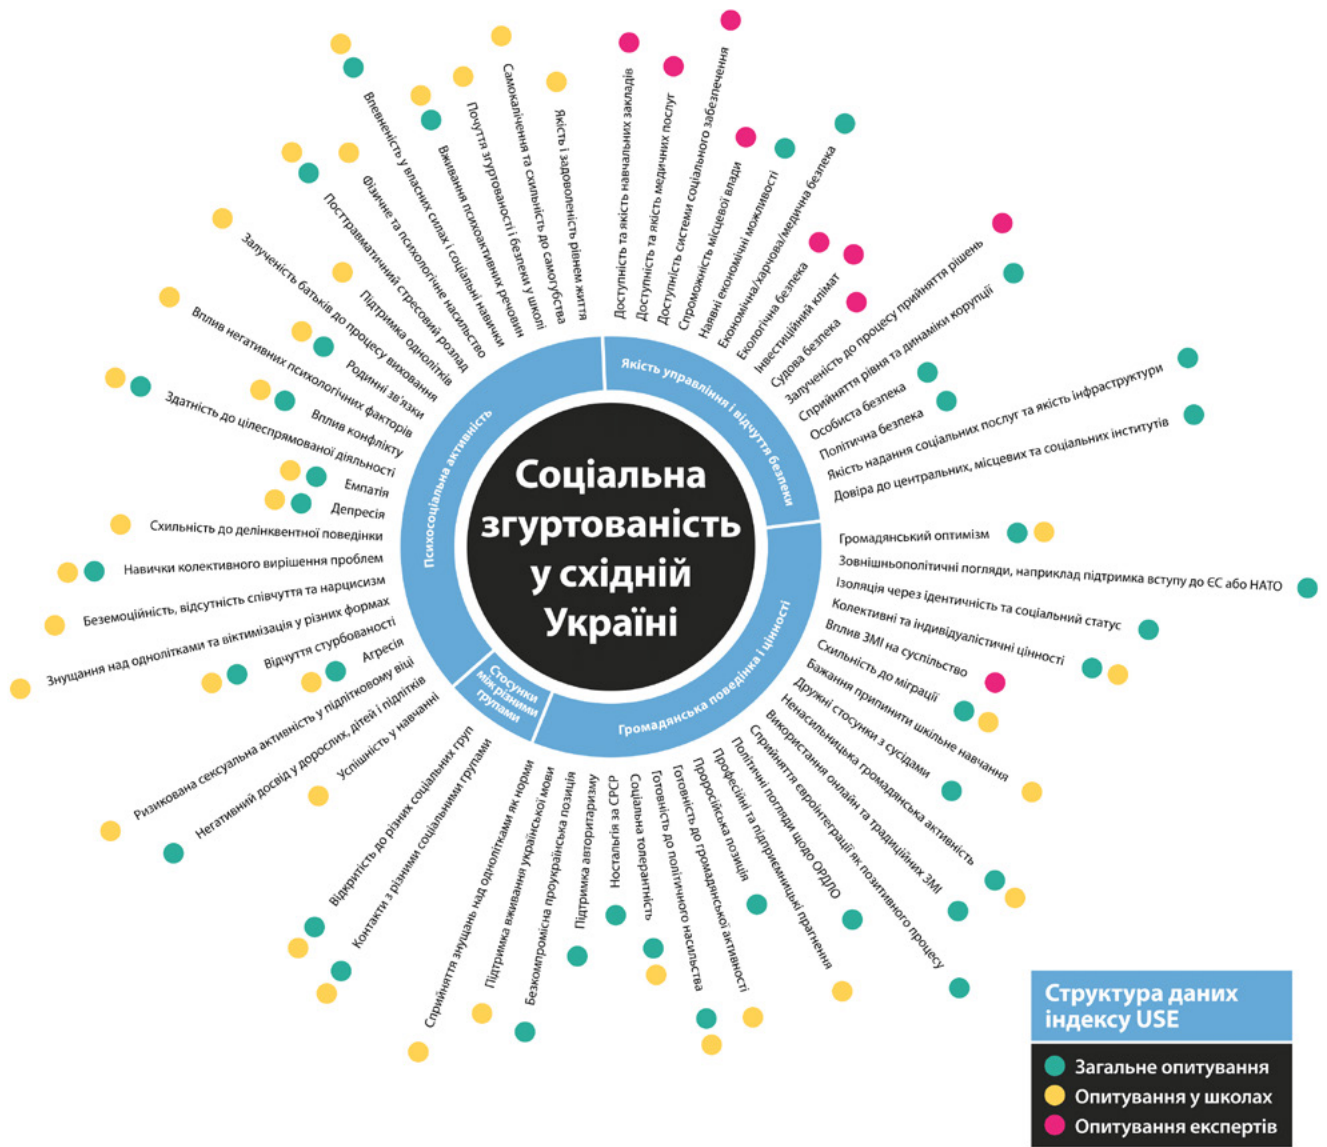 Соціальна
згуртованість
у східній
Україні
Якість управління і відчуття безпеки
Доступність та якість навчальних закладів
Доступність та якість медичних послуг
Доступність системи соціального забезпечення
Спроможність місцевої влади
Наявні економічні можливості
Економічна/харчова/медична безпека
Екологічна безпека
Інвестиційний клімат
Судова безпека
Залученість до процесу прийняття рішень
Сприйняття рівня та динаміки корупції
Особиста безпека
Політична безпека
Якість надання соціальних послуг та якість інфраструктури
Довіра до центральних, місцевих та соціальних інститутів
Громадянська поведінка і цінності
Громадянський оптимізм
Зовнішньополітичні погляди, наприклад підтримка вступу до ЄС або НАТО
Ізоляція через ідентичність та соціальний статус
Колективні та індивідуалістичні цінності
Вплив ЗМІ на суспільство
Схильність до міграції
Бажання припинити шкільне навчання
Дружні стосунки з сусідами
Ненасильницька громадянська активність
Використання онлайн та традиційних ЗМІ
Сприйняття євроінтеграції як позитивного процесу
Політичні погляди щодо ОРДЛО
Професійні та підприємницькі прагнення
Проросійська позиція
Готовність до громадянської активності
Готовність до політичного насильства
Соціальна толерантність
Ностальгія за СРСР
Підтримка авторитаризму
Безкомпромісна проукраїнська позиція
Підтримка вживання української мови
Сприйняття знущань над однолітками як норми
Стосунки
між різними
групами
Контакти з різними соціальними групами
Відкритість до різних соціальних груп
Психосоціальна активність
Успішність у навчанні
Негативний досвід у дорослих, дітей і підлітків
Ризикована сексуальна активність у підлітковому віці
Агресія
Відчуття стурбованості
Знущання над однолітками та віктимізація у різних формах
Беземоційність, відсутність співчуття та нарцисизм
Навички колективного вирішення проблем
Схильність до делінквентної поведінки
Депресія
Емпатія
Здатність до цілеспрямованої діяльності
Вплив конфлікту
Вплив негативних психологічних факторів
Родинні зв'язки
Залученість батьків до процесу виховання
Підтримка однолітків
Посттравматичний стресовий розлад
Фізичне та психологічне насильство
Впевненість у власних силах і соціальні навички
Вживання психоактивних речовин
Почуття згуртованості і безпеки у школі
Самокалічення та схильність до самогубства
Якість і задоволеність рівнем життя
Структура даних
індексу USE
Загальне опитування
Опитування у школах
Опитування експертів